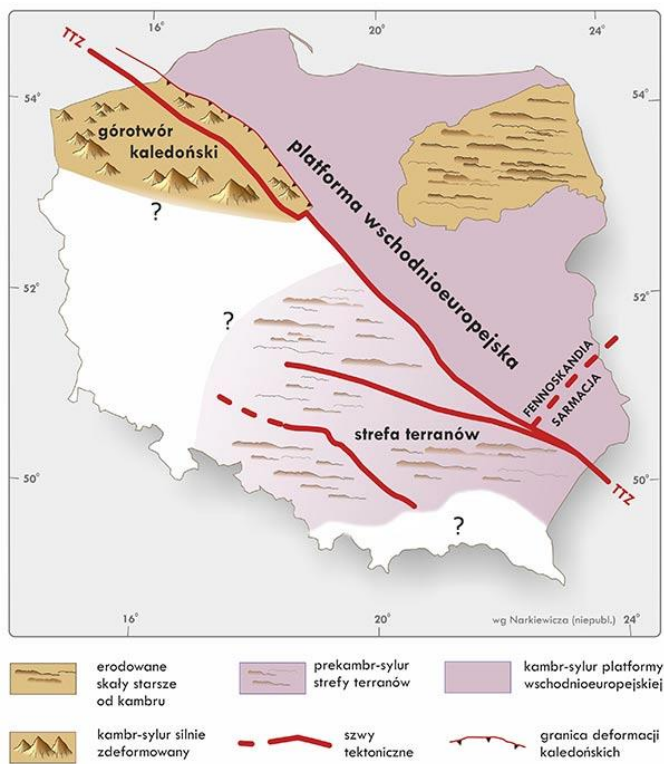 16°
20°
24°
TTZ
54°
54°
górotwór
kaledoński
platforma wschodnioeuropejska
?
52°
52°
?
FENNOSKANDIA
SARMACJA
strefa terranów
50°
50°
TTZ
?
wg Narkiewicza (niepubl.)
16°
20°
24°
erodowane
skały starsze
od kambru
prekambr-sylur
strefy terranów
kambr-sylur platformy
wschodnioeuropejskiej
kambr-sylur silnie
zdeformowany
szwy
tektoniczne
granica deformacji
kaledońskich